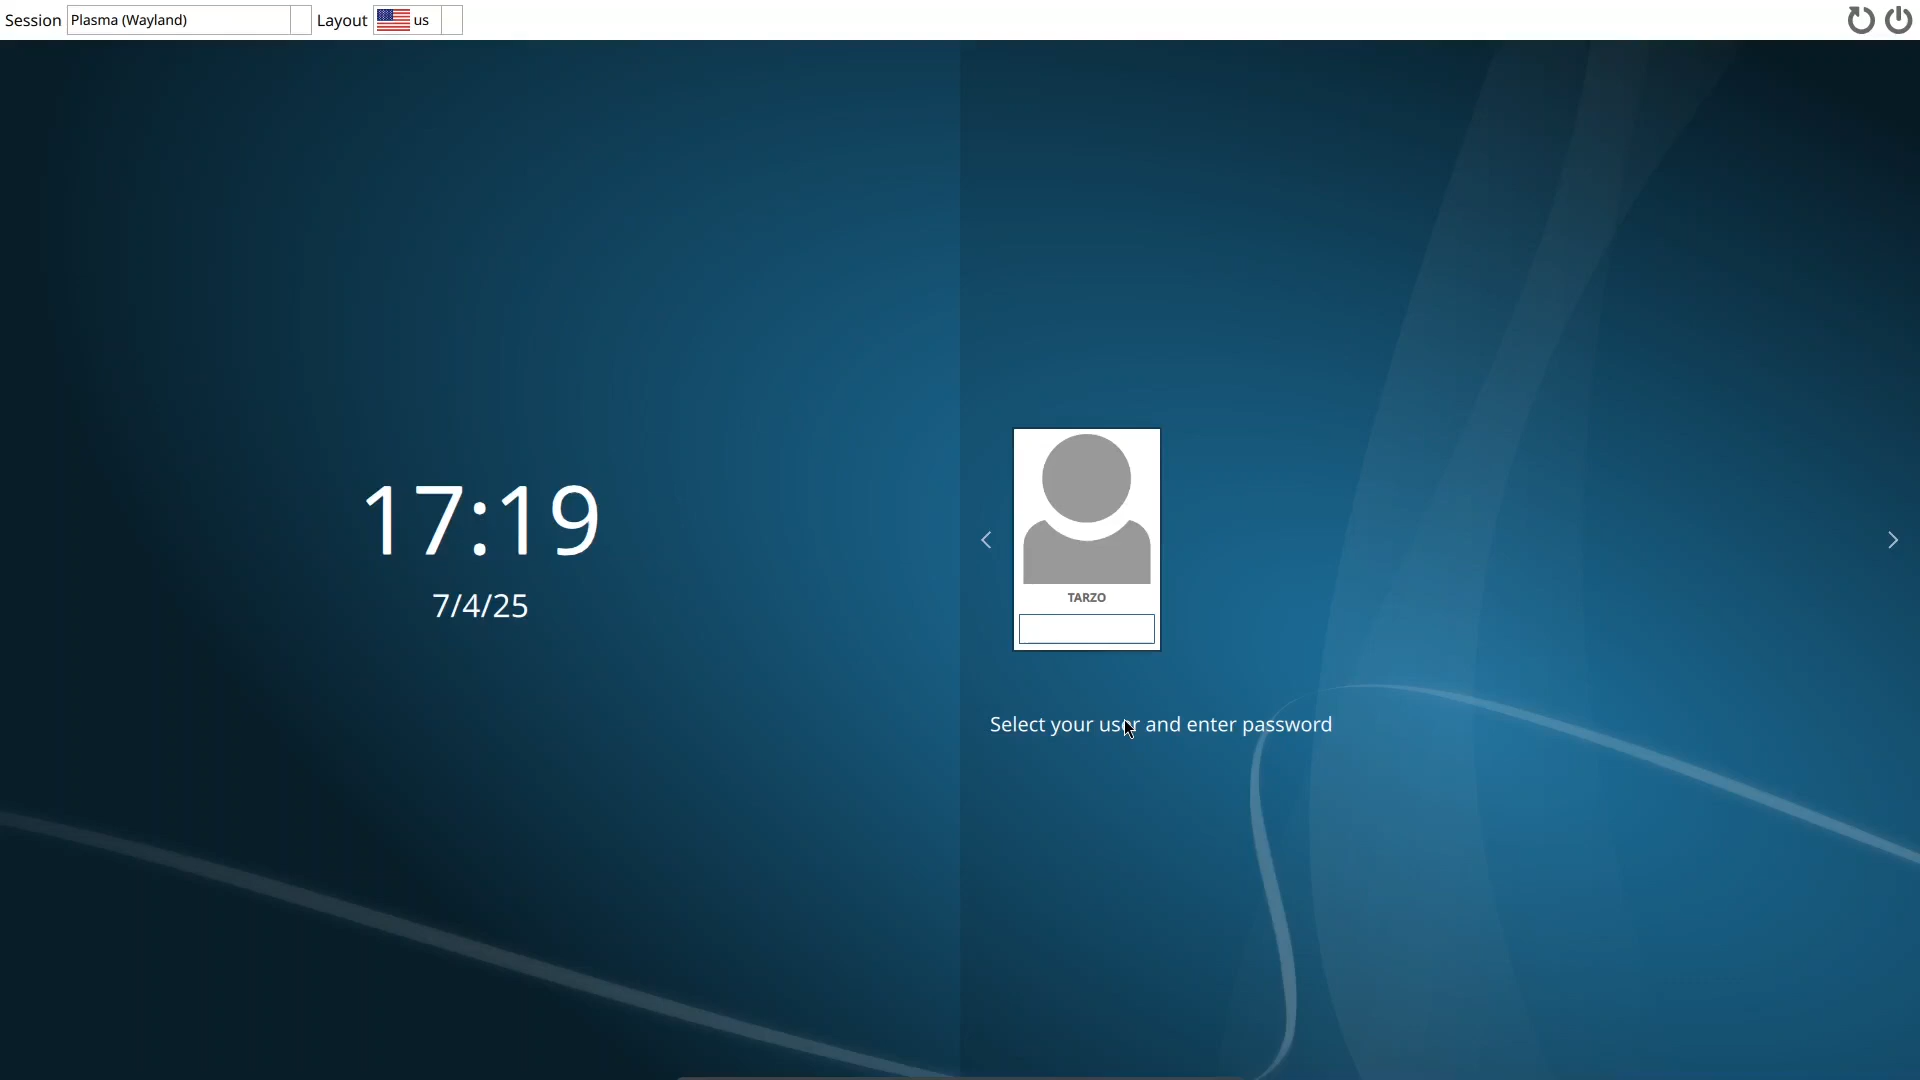 Session Plasma (Wayland) Layout us
17:19
7/4/25
TARZO
Select your user and enter password